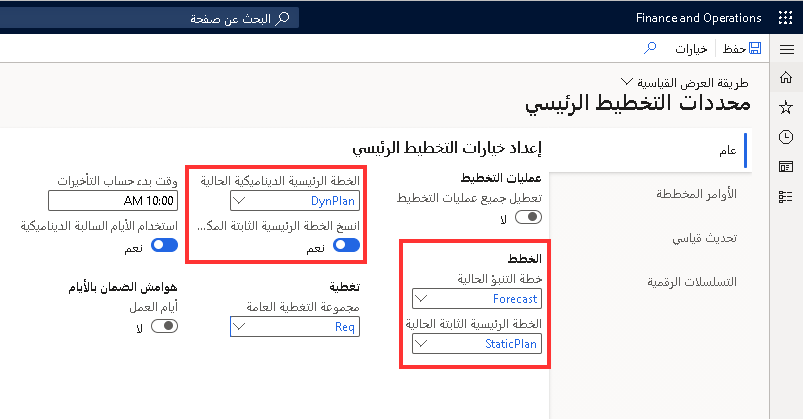 Finance and Operations
البحث عن صفحة
حفظ
خيارات
طريقة العرض القياسية
محددات التخطيط الرئيسي
عام
الأوامر المخططة
تحديث قياسي
التسلسلات الرقمية
إعداد خيارات التخطيط الرئيسي
عمليات التخطيط
تعطيل جميع عمليات التخطيط
لا
الخطط
خطة التنبؤ الحالية
Forecast
الخطة الرئيسية الثابتة الحالية
StaticPlan
الخطة الرئيسية الديناميكية الحالية
DynPlan
انسخ الخطة الرئيسية الثابتة المك...
نعم
تغطية
مجموعة التغطية العامة
Req
وقت بدء حساب التأخيرات
10:00 AM
استخدام الأيام السالبة الديناميكية
نعم
هوامش الضمان بالأيام
أيام العمل
لا